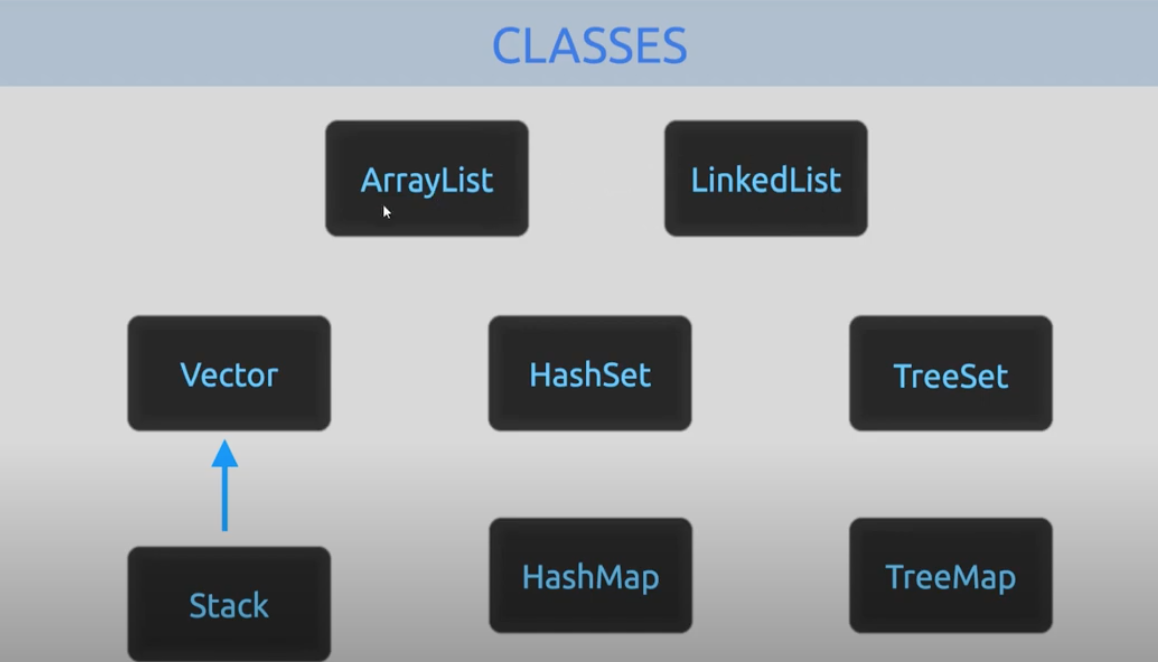 CLASSES
ArrayList
LinkedList
Vector
HashSet
TreeSet
Stack
HashMap
TreeMap